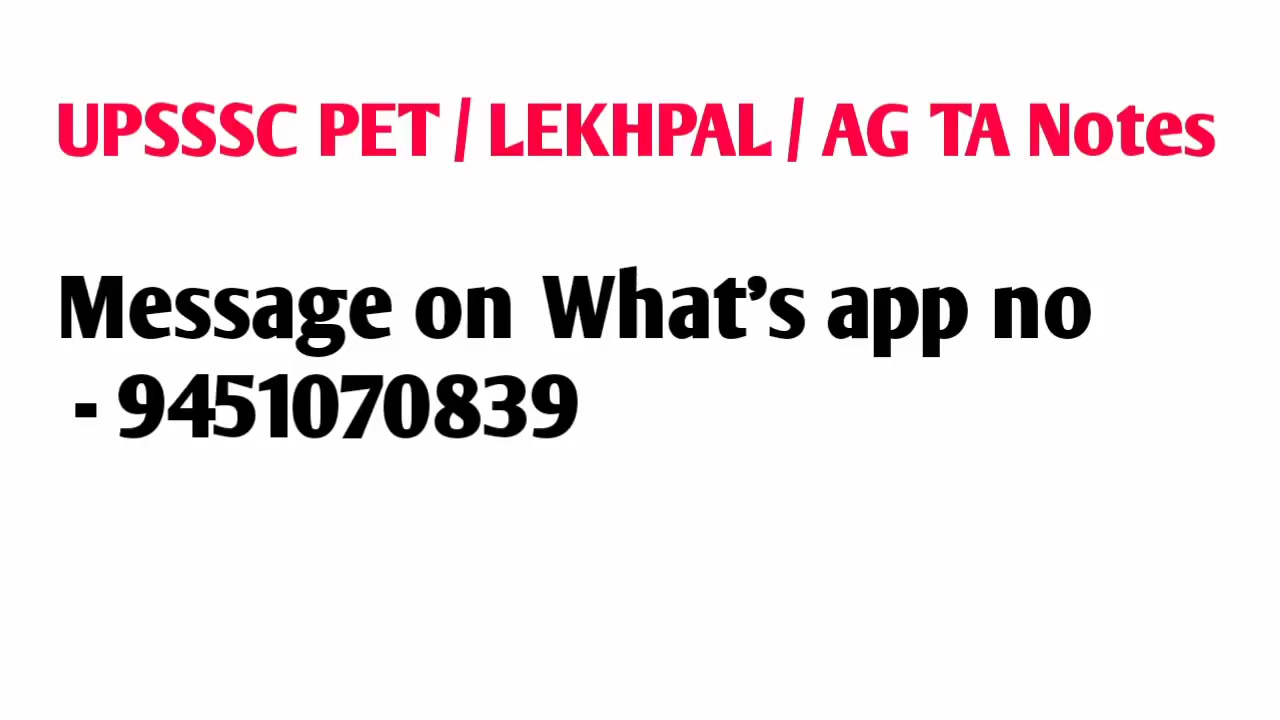 UPSSSC PET / LEKHPAL / AG TA Notes
Message on What's app no
- 9451070839